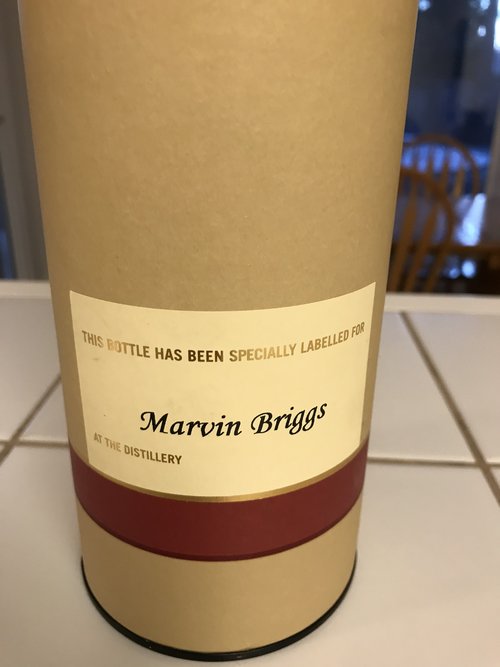 THIS BOTTLE HAS BEEN SPECIALLY LABELLED FOR
Marvin Briggs
AT THE DISTILLERY